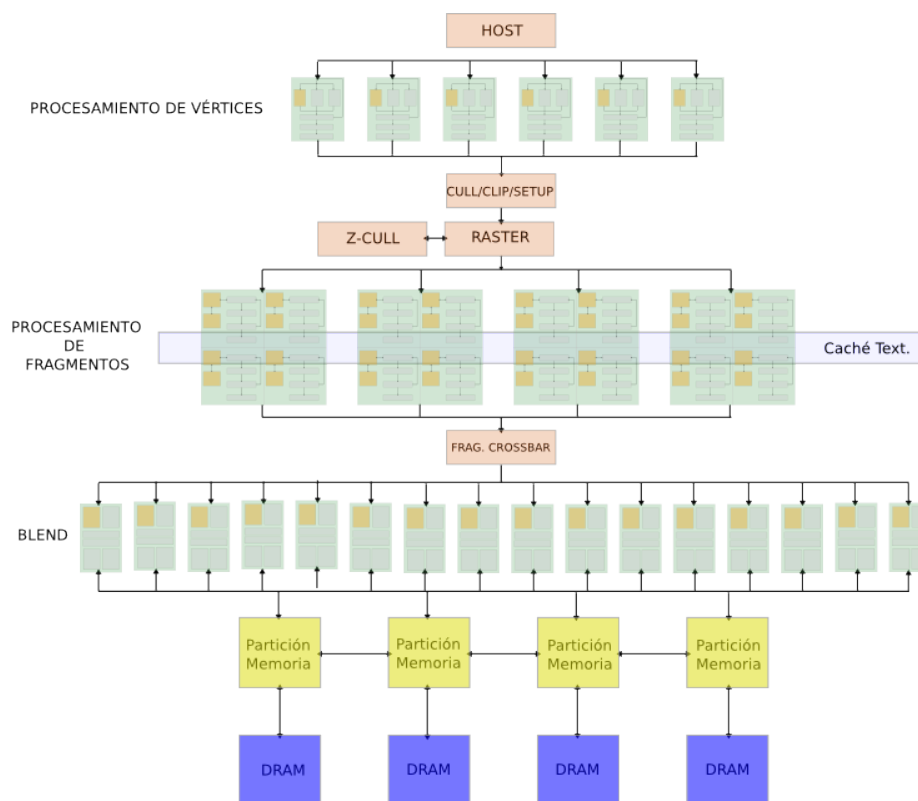 HOST
PROCESAMIENTO DE VÉRTICES
CULL/CLIP/SETUP
Z-CULL
RASTER
PROCESAMIENTO
DE
FRAGMENTOS
Caché Text.
FRAG. CROSSBAR
BLEND
Partición
Memoria
Partición
Memoria
Partición
Memoria
Partición
Memoria
DRAM
DRAM
DRAM
DRAM